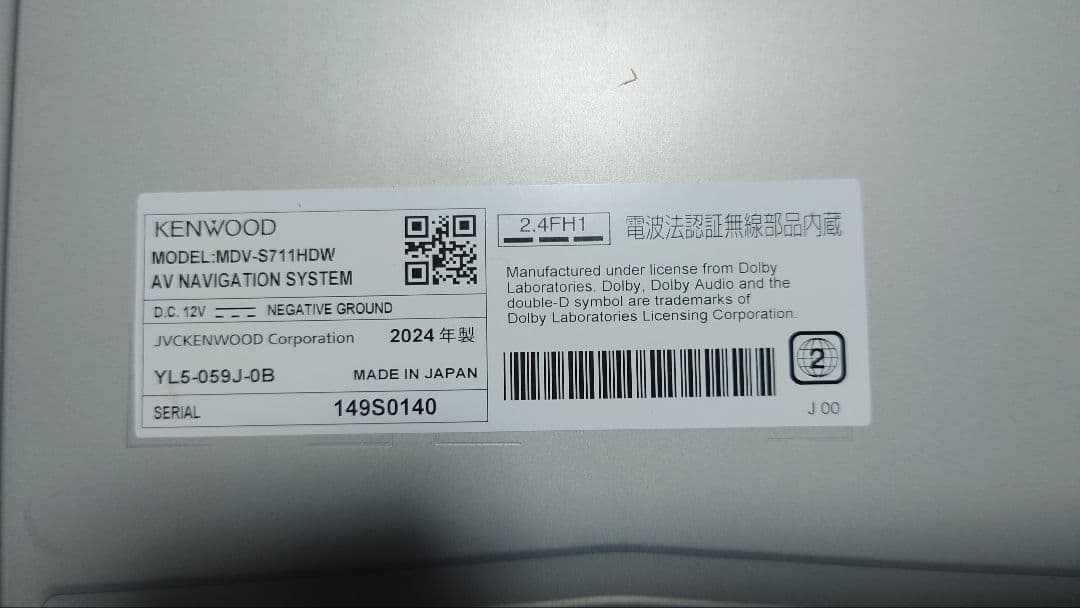 KENWOOD
MODEL:MDV-S711HDW
AV NAVIGATION SYSTEM
D.C. 12V NEGATIVE GROUND
JVCKENWOOD Corporation 2024 年製
YL5-059J-0B MADE IN JAPAN
SERIAL 149S0140
2.4FH1 電波法認証無線部品内蔵
Manufactured under license from Dolby
Laboratories. Dolby, Dolby Audio and the
double-D symbol are trademarks of
Dolby Laboratories Licensing Corporation.
2
J 00